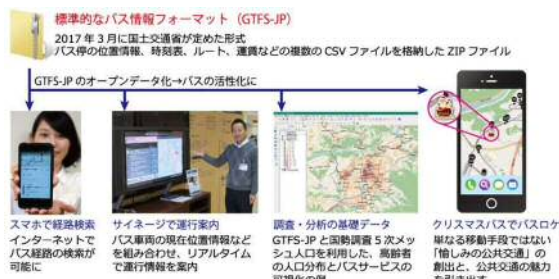 標準的なバス情報フォーマット（GTFS-JP）
2017 年 3 月に国土交通省が定めた形式
バス停の位置情報、時刻表、ルート、運賃などの複数の CSV ファイルを格納した ZIP ファイル
GTFS-JP のオープンデータ化→バスの活性化に
スマホで経路検索
インターネットで
バス経路の検索が
可能に
サイネージで運行案内
バス車両の現在位置情報など
を組み合わせ、リアルタイム
で運行情報を案内
調査・分析の基礎データ
GTFS-JP と国勢調査 5 次メッ
シュ人口を利用した、高齢者
の人口分布とバスサービスの
可視化の例
クリスマスバスでバスロケ
単なる移動手段ではない
「愉しみの公共交通」の
創出と、公共交通の魅力
を引き出す